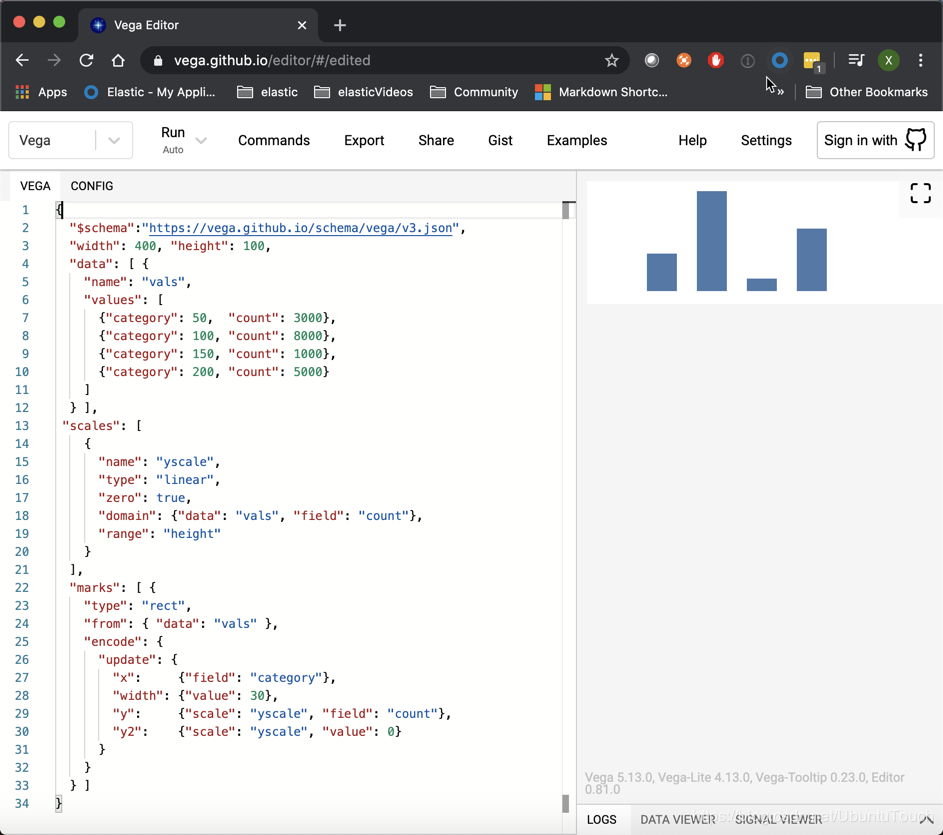 Vega Editor
vega.github.io/editor/#/edited
1
X
Apps
Elastic - My Appli...
elastic
elasticVideos
Community
Markdown Shortc...
»
Other Bookmarks
Vega
Run
Auto
Commands
Export
Share
Gist
Examples
Help
Settings
Sign in with
VEGA
CONFIG
1 {
2 "$schema":"https://vega.github.io/schema/vega/v3.json",
3 "width": 400, "height": 100,
4 "data": [ {
5 "name": "vals",
6 "values": [
7 {"category": 50,  "count": 3000},
8 {"category": 100, "count": 8000},
9 {"category": 150, "count": 1000},
10 {"category": 200, "count": 5000}
11 ]
12 } ],
13 "scales": [
14 {
15 "name": "yscale",
16 "type": "linear",
17 "zero": true,
18 "domain": {"data": "vals", "field": "count"},
19 "range": "height"
20 }
21 ],
22 "marks": [ {
23 "type": "rect",
24 "from": { "data": "vals" },
25 "encode": {
26 "update": {
27 "x":     {"field": "category"},
28 "width": {"value": 30},
29 "y":     {"scale": "yscale", "field": "count"},
30 "y2":    {"scale": "yscale", "value": 0}
31 }
32 }
33 } ]
34 }
Vega 5.13.0, Vega-Lite 4.13.0, Vega-Tooltip 0.23.0, Editor
0.81.0
LOGS
DATA VIEWER
SIGNAL VIEWER